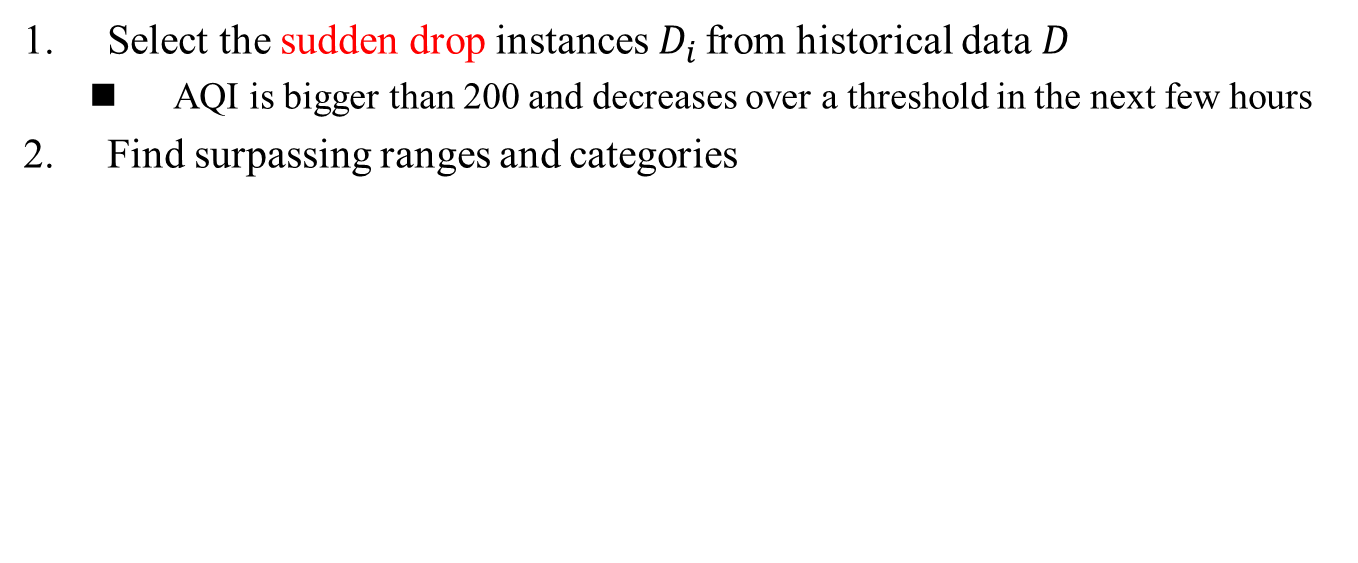 1. Select the sudden drop instances Dᵢ from historical data D
■ AQI is bigger than 200 and decreases over a threshold in the next few hours
2. Find surpassing ranges and categories